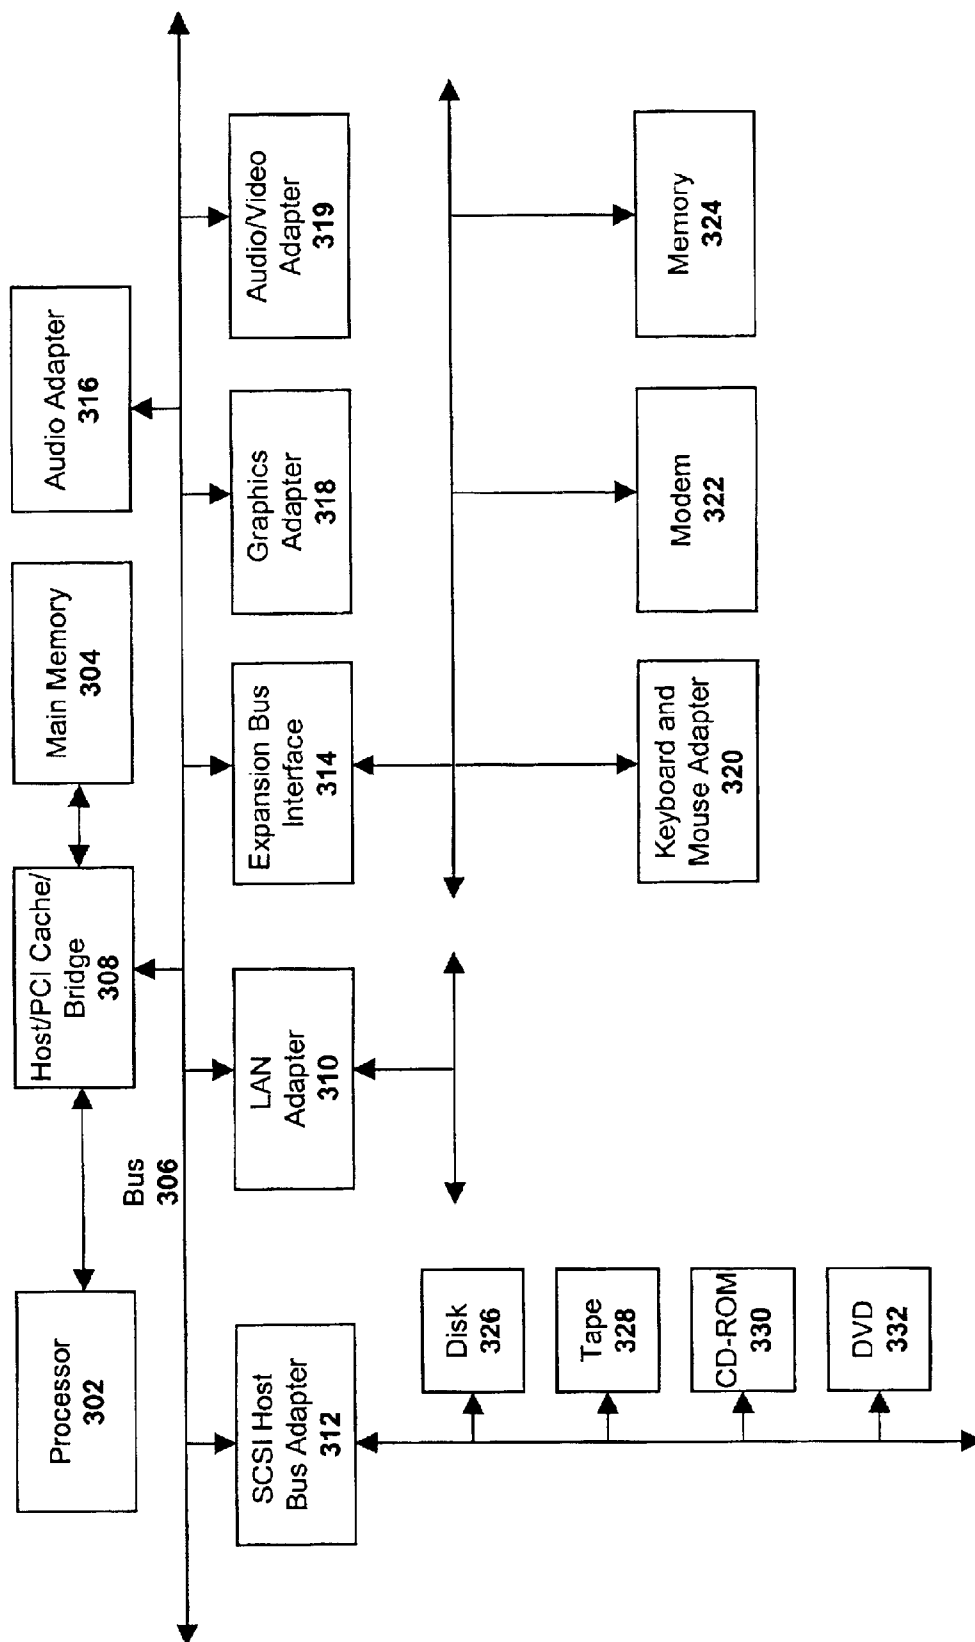 Processor
302
Host/PCI Cache/
Bridge
308
Main Memory
304
Audio Adapter
316
Bus
306
SCSI Host
Bus Adapter
312
LAN
Adapter
310
Expansion Bus
Interface
314
Graphics
Adapter
318
Audio/Video
Adapter
319
Disk
326
Tape
328
CD-ROM
330
DVD
332
Keyboard and
Mouse Adapter
320
Modem
322
Memory
324